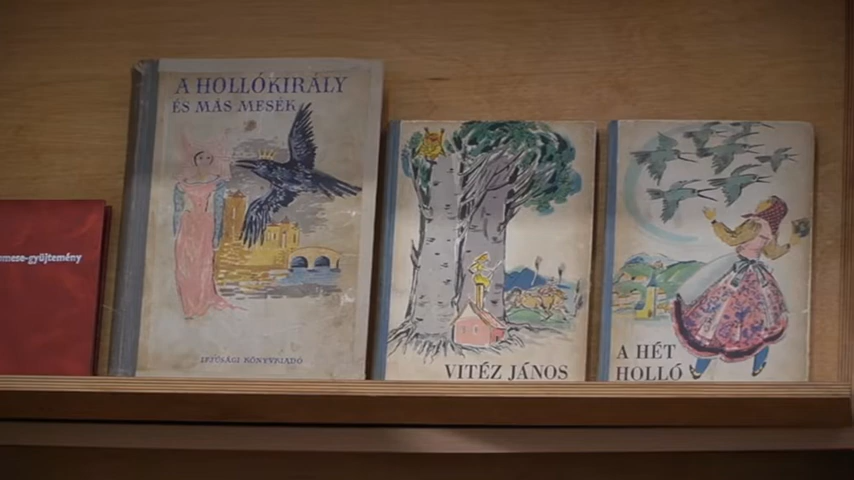 mese-gyűjtemény
A HOLLÓKIRÁLY
ÉS MÁS MESÉK
IFJÚSÁGI KÖNYVKIADÓ
VITÉZ JÁNOS
A HÉT
HOLLÓ